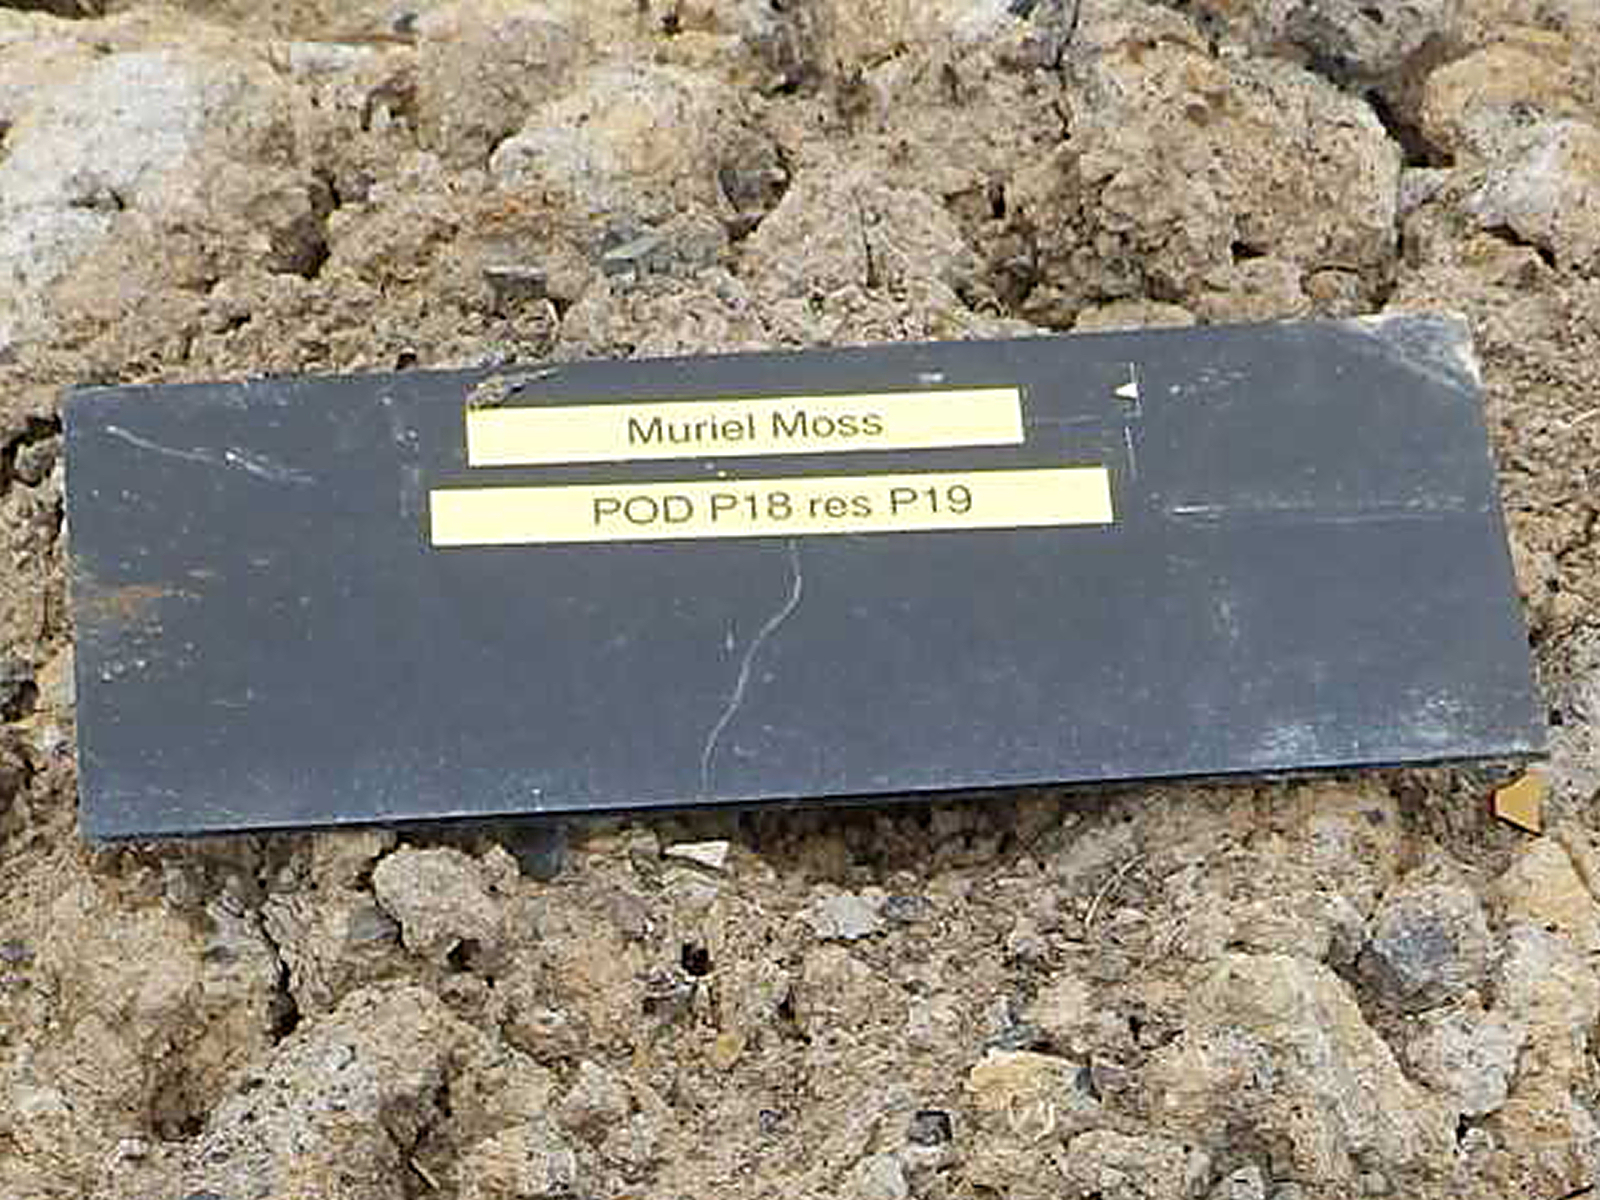 Muriel Moss
POD P18 res P19